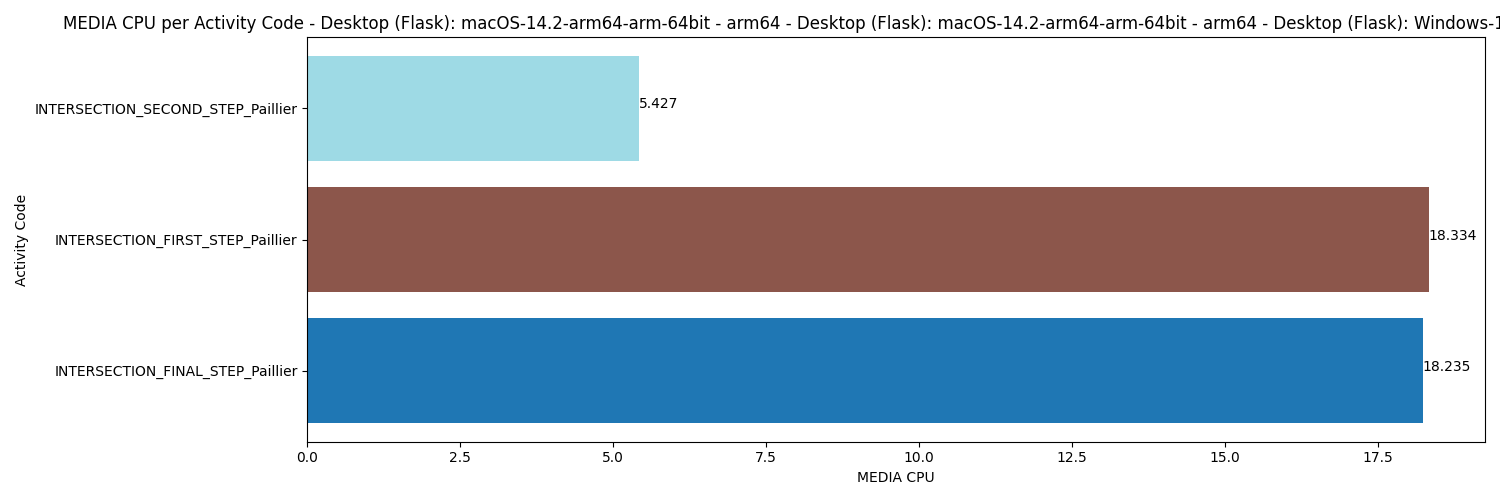 MEDIA CPU per Activity Code - Desktop (Flask): macOS-14.2-arm64-arm-64bit - arm64 - Desktop (Flask): macOS-14.2-arm64-arm-64bit - arm64 - Desktop (Flask): Windows-1
INTERSECTION_SECOND_STEP_Paillier
5.427
INTERSECTION_FIRST_STEP_Paillier
18.334
INTERSECTION_FINAL_STEP_Paillier
18.235
Activity Code
0.0 2.5 5.0 7.5 10.0 12.5 15.0 17.5
MEDIA CPU